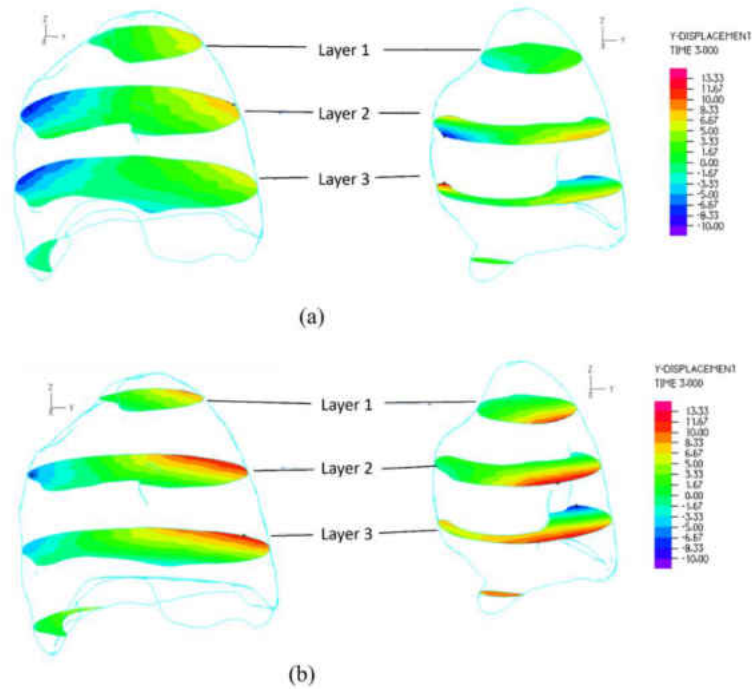 Z
Y
Layer 1
Layer 2
Layer 3
Z
Y
Y-DISPLACEMENT
TIME 3.000
13.33
11.67
10.00
8.33
6.67
5.00
3.33
1.67
0.00
-1.67
-3.33
-5.00
-6.67
-8.33
-10.00
(a)
Z
Y
Layer 1
Layer 2
Layer 3
Z
Y
Y-DISPLACEMENT
TIME 3.000
13.33
11.67
10.00
8.33
6.67
5.00
3.33
1.67
0.00
-1.67
-3.33
-5.00
-6.67
-8.33
-10.00
(b)